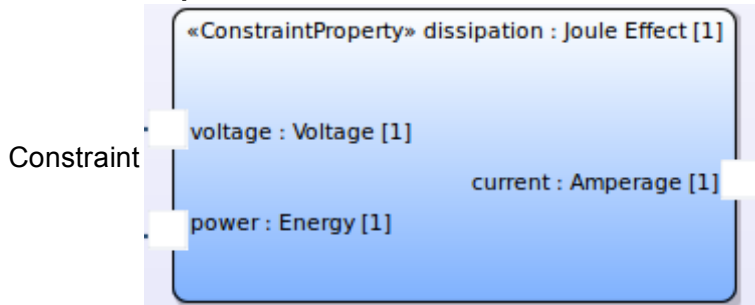 «ConstraintProperty» dissipation : Joule Effect [1]
voltage : Voltage [1]
Constraint
current : Amperage [1]
power : Energy [1]